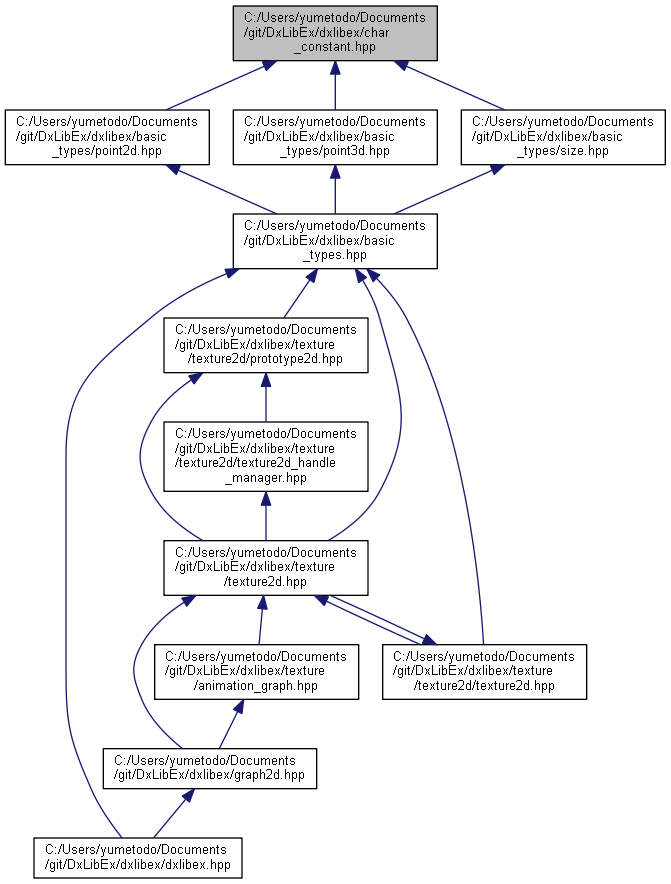 C:/Users/yumetodo/Documents
/git/DxLibEx/dxlibex/char
_constant.hpp
C:/Users/yumetodo/Documents
/git/DxLibEx/dxlibex/basic
_types/point2d.hpp
C:/Users/yumetodo/Documents
/git/DxLibEx/dxlibex/basic
_types/point3d.hpp
C:/Users/yumetodo/Documents
/git/DxLibEx/dxlibex/basic
_types/size.hpp
C:/Users/yumetodo/Documents
/git/DxLibEx/dxlibex/basic
_types.hpp
C:/Users/yumetodo/Documents
/git/DxLibEx/dxlibex/texture
/texture2d/prototype2d.hpp
C:/Users/yumetodo/Documents
/git/DxLibEx/dxlibex/texture
/texture2d/texture2d_handle
_manager.hpp
C:/Users/yumetodo/Documents
/git/DxLibEx/dxlibex/texture
/texture2d.hpp
C:/Users/yumetodo/Documents
/git/DxLibEx/dxlibex/texture
/animation_graph.hpp
C:/Users/yumetodo/Documents
/git/DxLibEx/dxlibex/texture
/texture2d/texture2d.hpp
C:/Users/yumetodo/Documents
/git/DxLibEx/dxlibex/graph2d.hpp
C:/Users/yumetodo/Documents
/git/DxLibEx/dxlibex/dxlibex.hpp